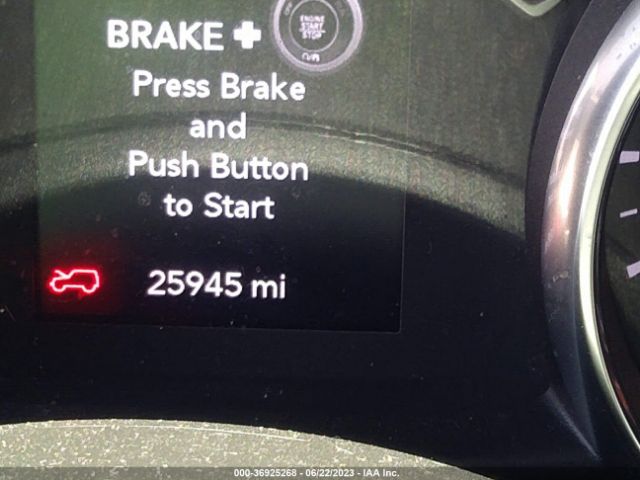 BRAKE +
ENGINE
START
STOP
Press Brake
and
Push Button
to Start
25945 mi
000-36925268 - 06/22/2023 - IAA Inc.